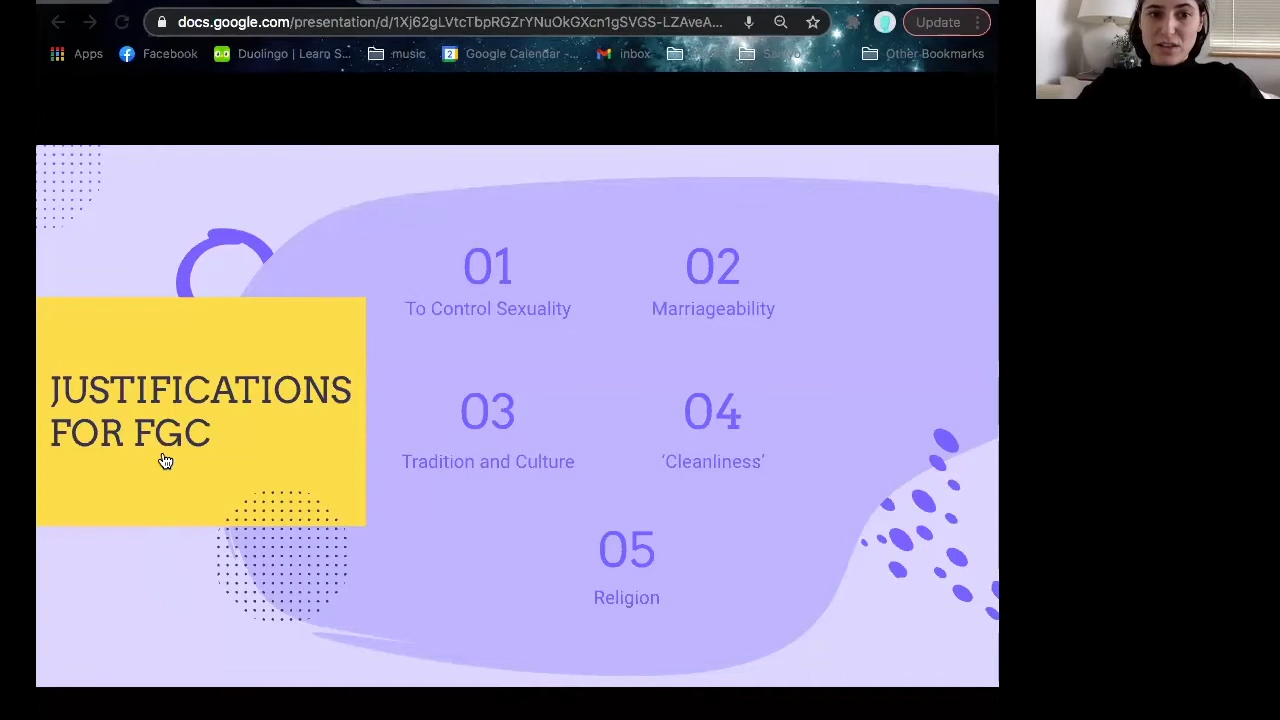 docs.google.com/presentation/d/1Xj62gLVtcTbpRGZrYNuOkGXcn1gSVGS-LZAveA...
Update
Apps
Facebook
Duolingo | Learn S...
music
Google Calendar -...
inbox
Other Bookmarks
JUSTIFICATIONS
FOR FGC
01
02
To Control Sexuality
Marriageability
03
04
Tradition and Culture
‘Cleanliness’
05
Religion